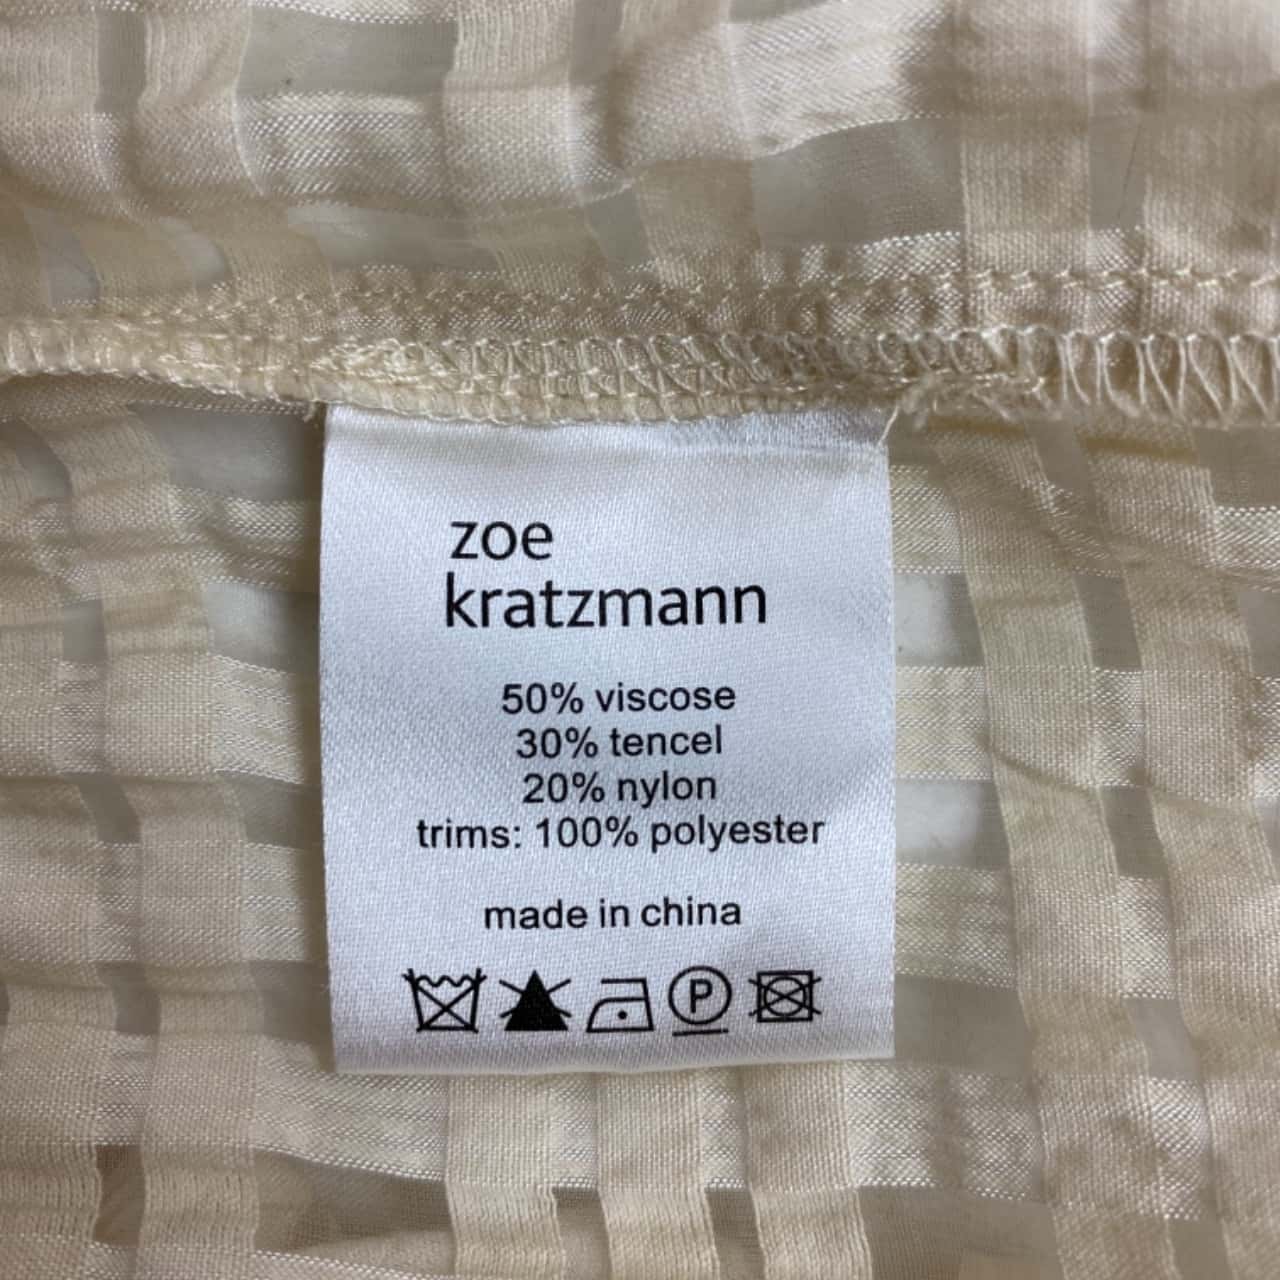 zoe
kratzmann
50% viscose
30% tencel
20% nylon
trims: 100% polyester
made in china
P